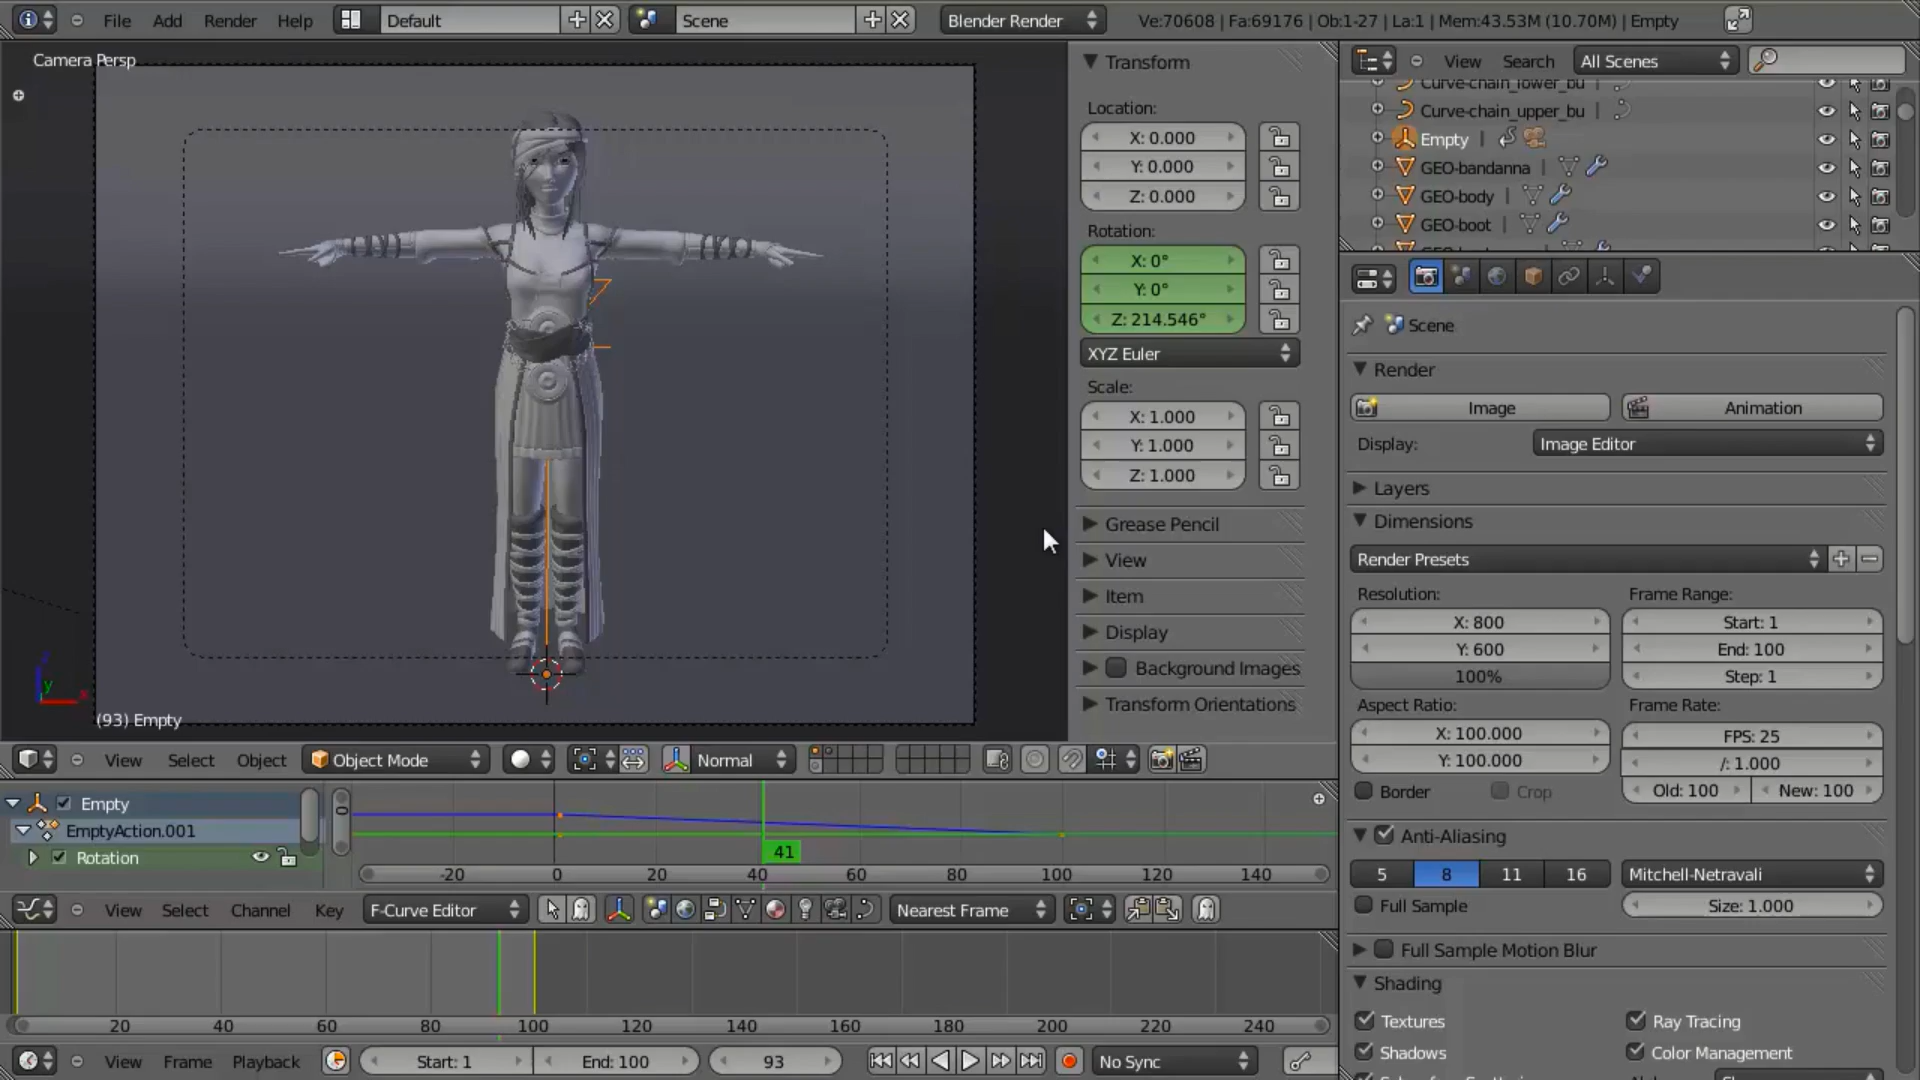 File Add Render Help Default Scene Blender Render Ve:70608 | Fa:69176 | Ob:1-27 | La:1 | Mem:43.53M (10.70M) | Empty
Camera Persp
Transform
Location:
X: 0.000
Y: 0.000
Z: 0.000
Rotation:
X: 0°
Y: 0°
Z: 214.546°
XYZ Euler
Scale:
X: 1.000
Y: 1.000
Z: 1.000
Grease Pencil
View
Item
Display
Background Images
Transform Orientations
z
y
x
(93) Empty
View Select Object Object Mode Normal
Empty
EmptyAction.001
Rotation
41
-20 0 20 40 60 80 100 120 140
View Select Channel Key F-Curve Editor Nearest Frame
20 40 60 80 100 120 140 160 180 200 220 240
View Frame Playback Start: 1 End: 100 93 No Sync
View Search All Scenes
Curve-chain_lower_bu
Curve-chain_upper_bu
Empty
GEO-bandanna
GEO-body
GEO-boot
Scene
Render
Image Animation
Display: Image Editor
Layers
Dimensions
Render Presets
Resolution: Frame Range:
X: 800 Start: 1
Y: 600 End: 100
100% Step: 1
Aspect Ratio: Frame Rate:
X: 100.000 FPS: 25
Y: 100.000 /: 1.000
Border Crop Old: 100 New: 100
Anti-Aliasing
5 8 11 16 Mitchell-Netravali
Full Sample Size: 1.000
Full Sample Motion Blur
Shading
Textures Ray Tracing
Shadows Color Management